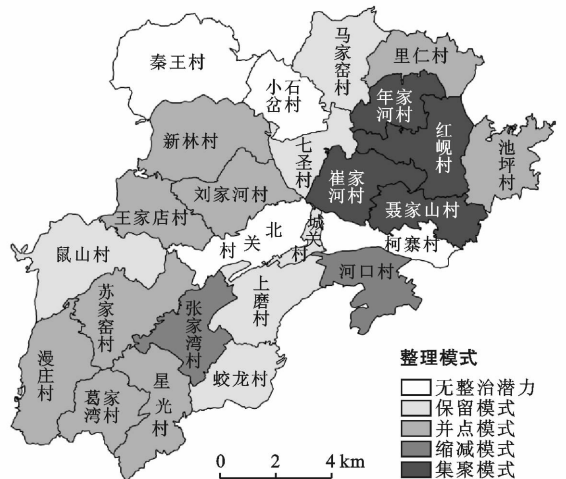 马家窑村
里仁村
秦王村
小石岔村
年家河村
红岘村
新林村
七圣村
池坪村
崔家河村
刘家河村
王家店村
聂家山村
北关村
城关村
柯寨村
鼠山村
河口村
上磨村
苏家窑村
张家湾村
漫庄村
葛家湾村
星光村
蛟龙村
整理模式
无整治潜力
保留模式
并点模式
缩减模式
集聚模式
0 2 4 km